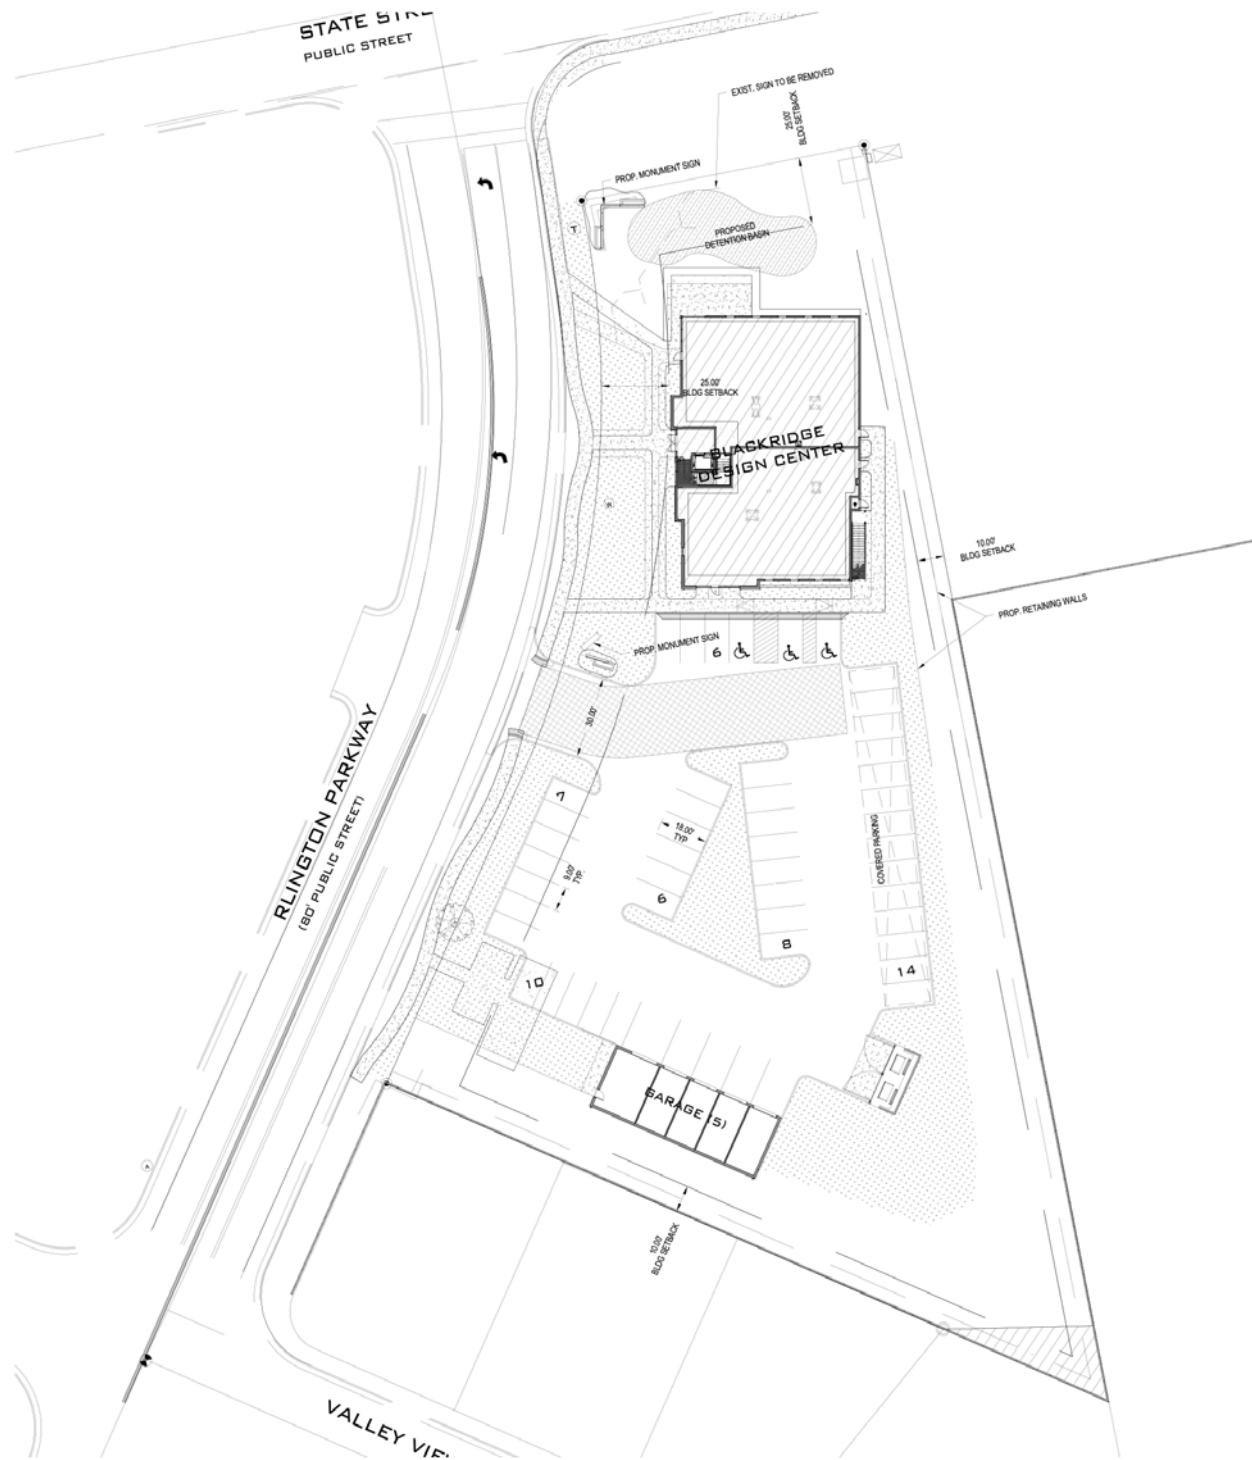 STATE STRE
PUBLIC STREET
EXIST. SIGN TO BE REMOVED
25.00'
BLDG SETBACK
PROP. MONUMENT SIGN
PROPOSED
DETENTION BASIN
25.00'
BLDG SETBACK
BLACKRIDGE
DESIGN CENTER
10.00'
BLDG SETBACK
PROP. RETAINING WALLS
PROP. MONUMENT SIGN
6
30.00'
RLINGTON PARKWAY
(80' PUBLIC STREET)
7
18.00'
TYP
9.00'
TYP.
6
8
COVERED PARKING
14
10
GARAGE (5)
10.00'
BLDG SETBACK
VALLEY VIE